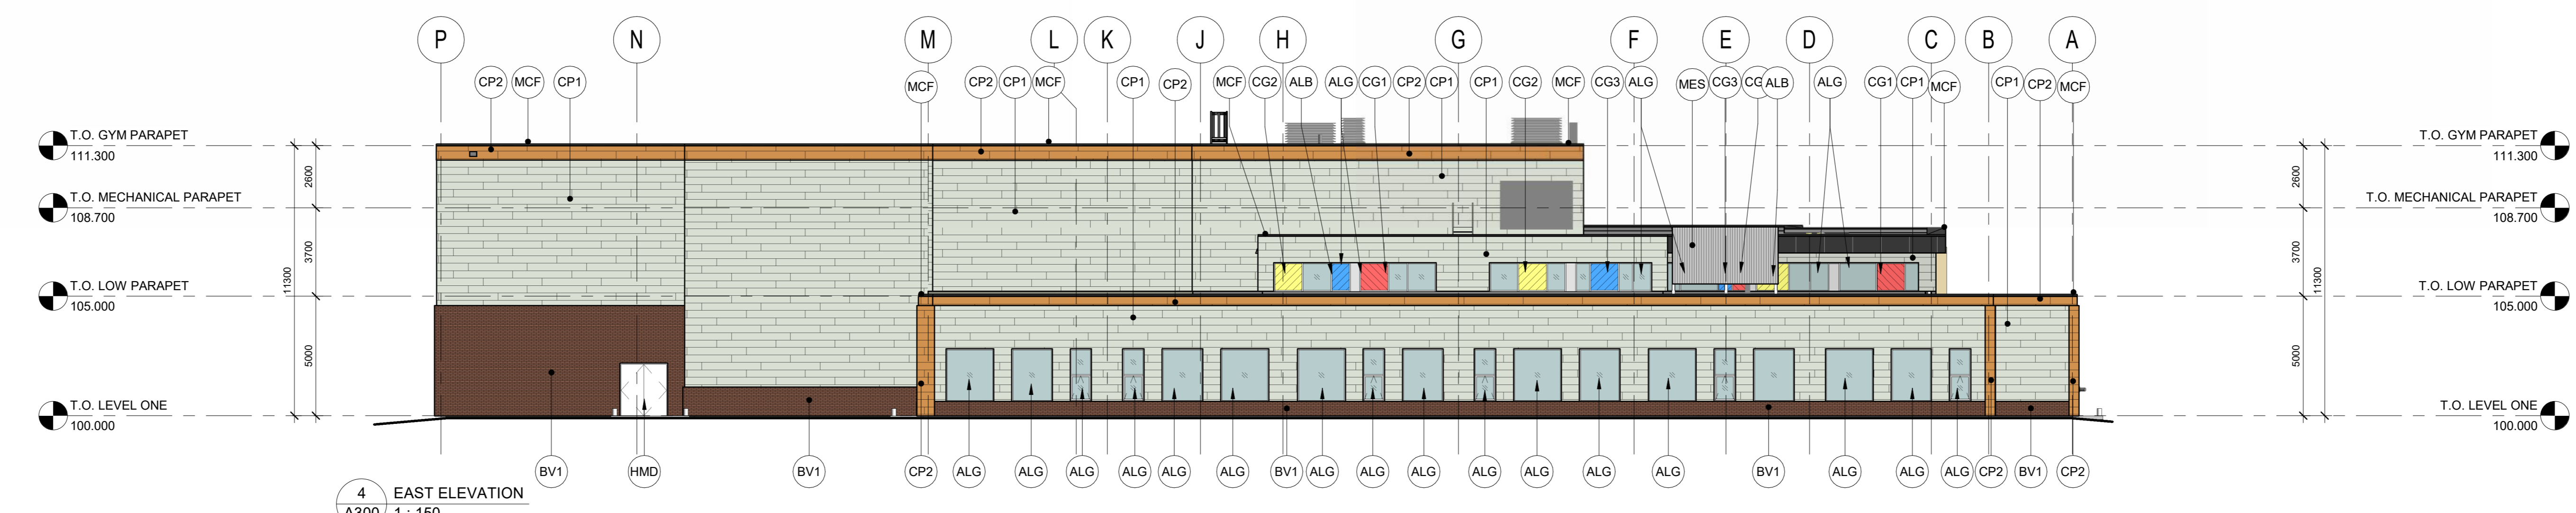 P N M L K J H G F E D C B A
CP2 MCF CP1 MCF CP2 CP1 MCF CP1 CP2 MCF CG2 ALB ALG CG1 CP2 CP1 CP1 CG2 MCF CG3 ALG MES CG3 CG ALB ALG CG1 CP1 MCF CP1 CP2 MCF
T.O. GYM PARAPET
111.300
T.O. MECHANICAL PARAPET
108.700
T.O. LOW PARAPET
105.000
T.O. LEVEL ONE
100.000
11300
2600
3700
5000
T.O. GYM PARAPET
111.300
T.O. MECHANICAL PARAPET
108.700
T.O. LOW PARAPET
105.000
T.O. LEVEL ONE
100.000
2600
3700
5000
11300
BV1 HMD BV1 CP2 ALG ALG ALG ALG ALG ALG BV1 ALG ALG ALG ALG ALG ALG ALG BV1 ALG ALG ALG CP2 BV1 CP2
4 EAST ELEVATION
A300 1 : 150